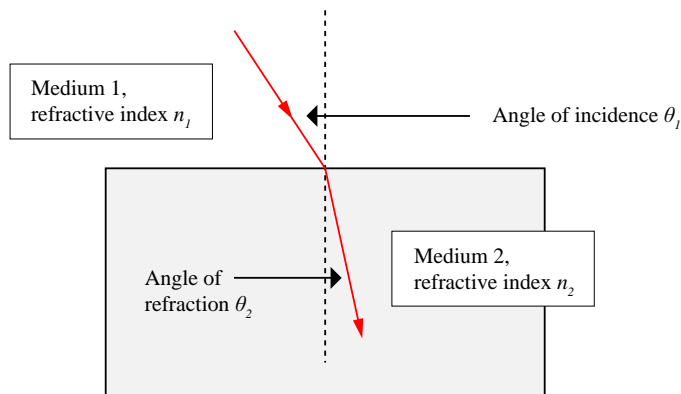 Medium 1,
refractive index n₁
Angle of incidence θ₁
Medium 2,
refractive index n₂
Angle of
refraction θ₂